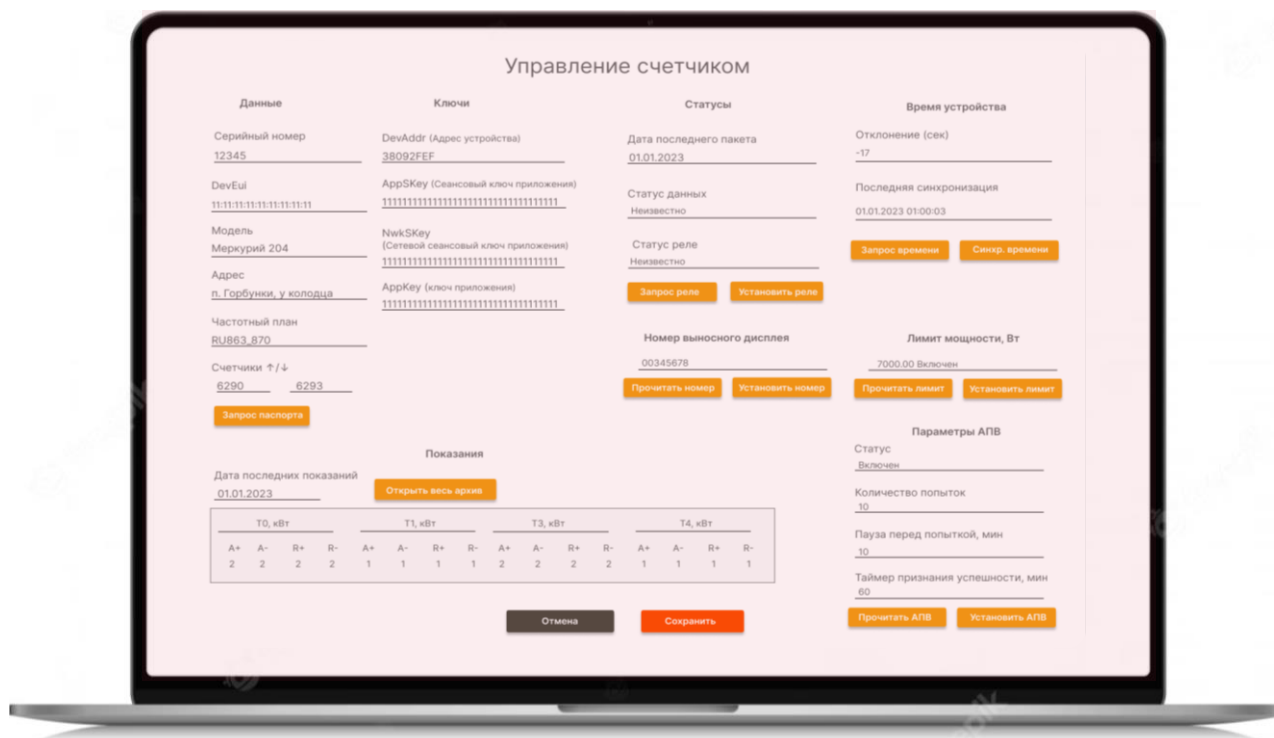 Управление счетчиком
Данные
Серийный номер
12345
DevEui
11:11:11:11:11:11:11:11:11
Модель
Меркурий 204
Адрес
п. Горбунки, у колодца
Частотный план
RU863_870
Счетчики ↑/↓
6290 6293
Запрос паспорта
Ключи
DevAddr (Адрес устройства)
38092FEF
AppSKey (Сеансовый ключ приложения)
11111111111111111111111111111111
NwkSKey
(Сетевой сеансовый ключ приложения)
11111111111111111111111111111111
AppKey (ключ приложения)
11111111111111111111111111111111
Статусы
Дата последнего пакета
01.01.2023
Статус данных
Неизвестно
Статус реле
Неизвестно
Запрос реле Установить реле
Номер выносного дисплея
00345678
Прочитать номер Установить номер
Время устройства
Отклонение (сек)
-17
Последняя синхронизация
01.01.2023 01:00:03
Запрос времени Синхр. времени
Лимит мощности, Вт
7000.00 Включен
Прочитать лимит Установить лимит
Параметры АПВ
Статус
Включен
Количество попыток
10
Пауза перед попыткой, мин
10
Таймер признания успешности, мин
60
Прочитать АПВ Установить АПВ
Показания
Дата последних показаний
01.01.2023
Открыть весь архив
T0, кВт T1, кВт T3, кВт T4, кВт
A+ A- R+ R- A+ A- R+ R- A+ A- R+ R- A+ A- R+ R-
2 2 2 2 1 1 1 1 2 2 2 2 1 1 1 1
Отмена Сохранить